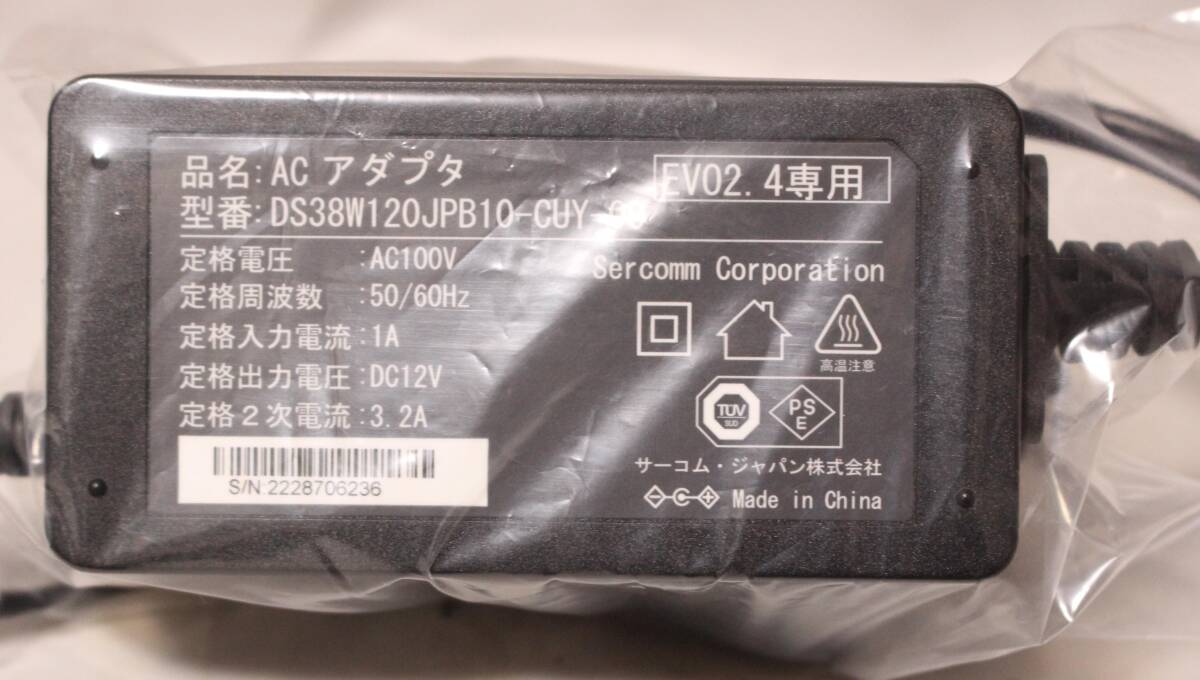 品名:AC アダプタ
EVO2.4専用
型番:DS38W120JPB10-CUY
定格電圧 :AC100V
定格周波数 :50/60Hz
定格入力電流:1A
定格出力電圧:DC12V
定格2次電流:3.2A
S/N:2228706236
Sercomm Corporation
高温注意
TÜV
SUD
PS
E
サーコム・ジャパン株式会社
Made in China